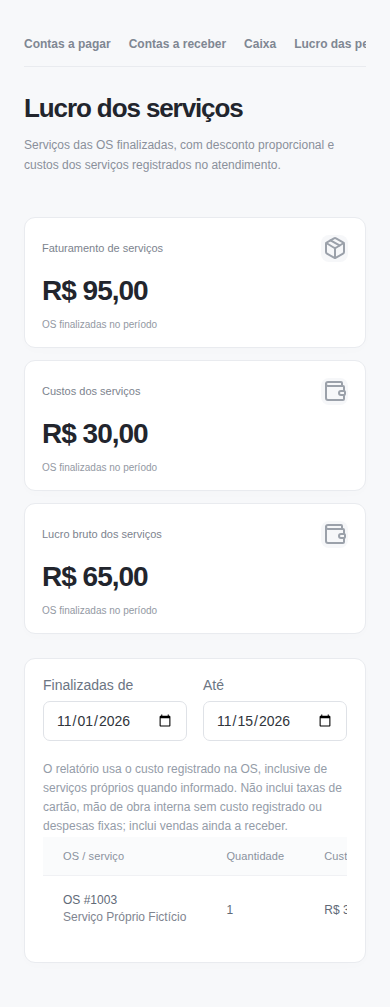 Contas a pagar Contas a receber Caixa Lucro das pe
Lucro dos serviços
Serviços das OS finalizadas, com desconto proporcional e
custos dos serviços registrados no atendimento.
Faturamento de serviços
R$ 95,00
OS finalizadas no período
Custos dos serviços
R$ 30,00
OS finalizadas no período
Lucro bruto dos serviços
R$ 65,00
OS finalizadas no período
Finalizadas de Até
11/01/2026 11/15/2026
O relatório usa o custo registrado na OS, inclusive de
serviços próprios quando informado. Não inclui taxas de
cartão, mão de obra interna sem custo registrado ou
despesas fixas; inclui vendas ainda a receber.
OS / serviço Quantidade Cust
OS #1003
Serviço Próprio Fictício 1 R$ 3